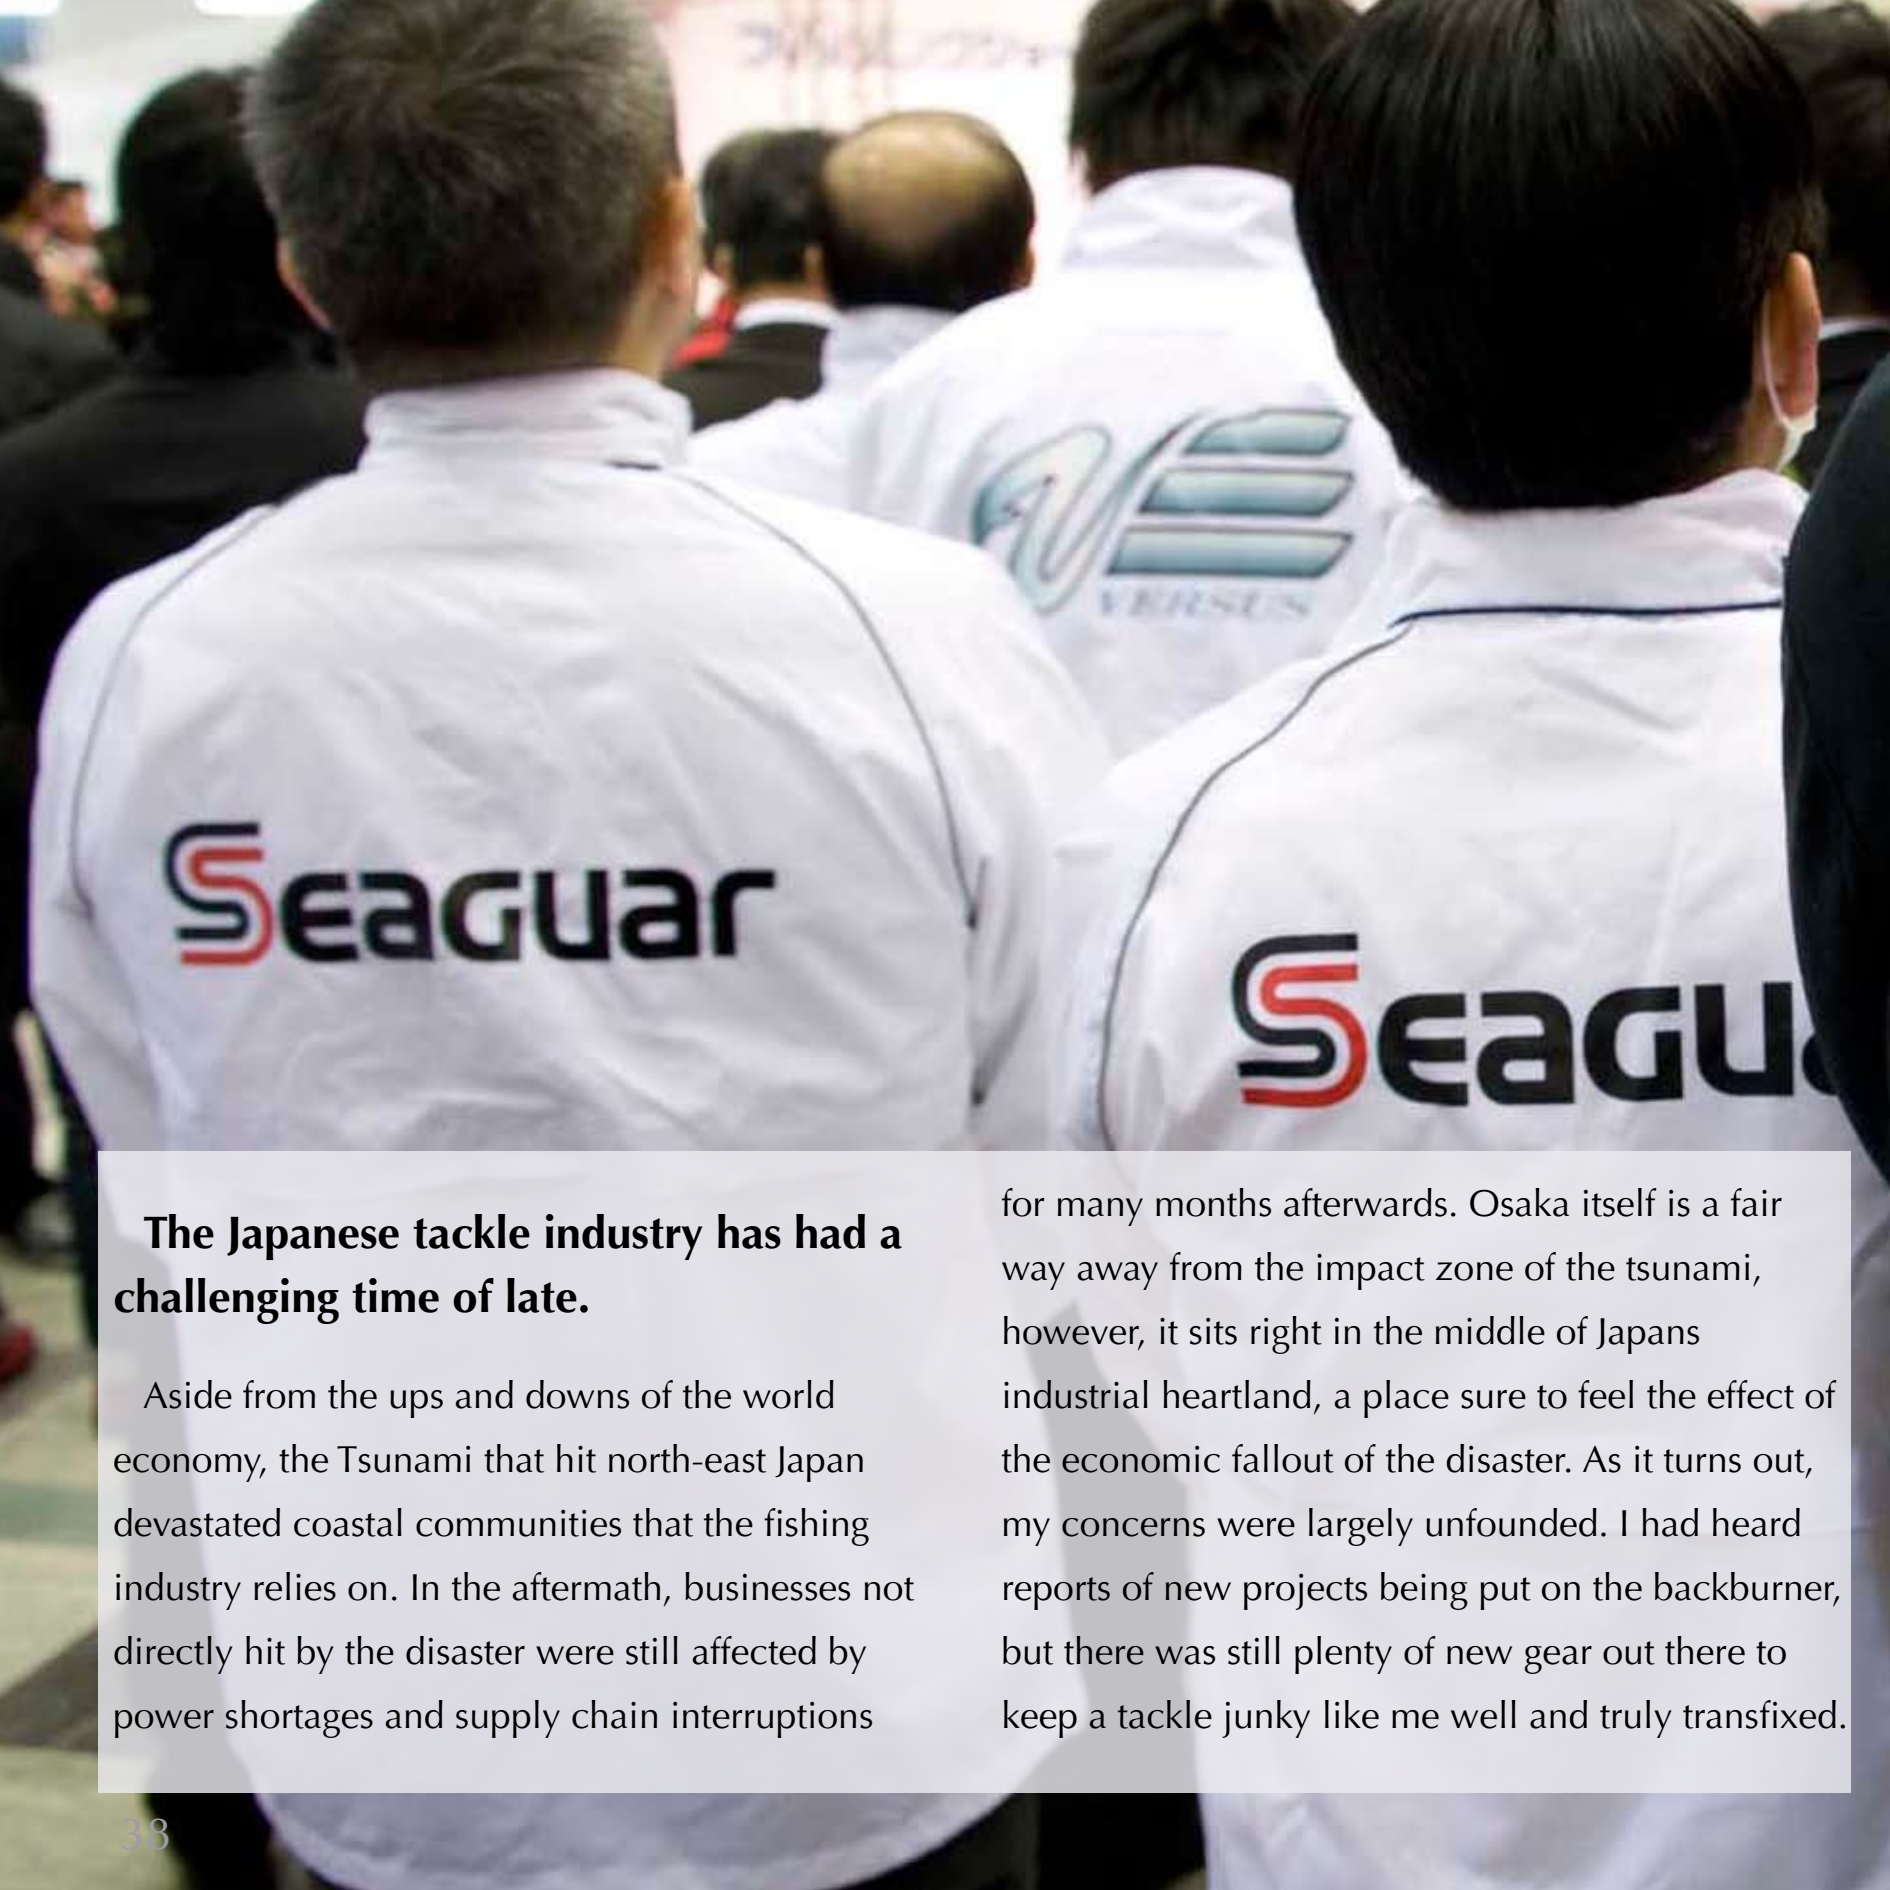 VERSUS
Seaguar
Seagu
The Japanese tackle industry has had a
challenging time of late.
Aside from the ups and downs of the world
economy, the Tsunami that hit north-east Japan
devastated coastal communities that the fishing
industry relies on. In the aftermath, businesses not
directly hit by the disaster were still affected by
power shortages and supply chain interruptions
for many months afterwards. Osaka itself is a fair
way away from the impact zone of the tsunami,
however, it sits right in the middle of Japans
industrial heartland, a place sure to feel the effect of
the economic fallout of the disaster. As it turns out,
my concerns were largely unfounded. I had heard
reports of new projects being put on the backburner,
but there was still plenty of new gear out there to
keep a tackle junky like me well and truly transfixed.
38